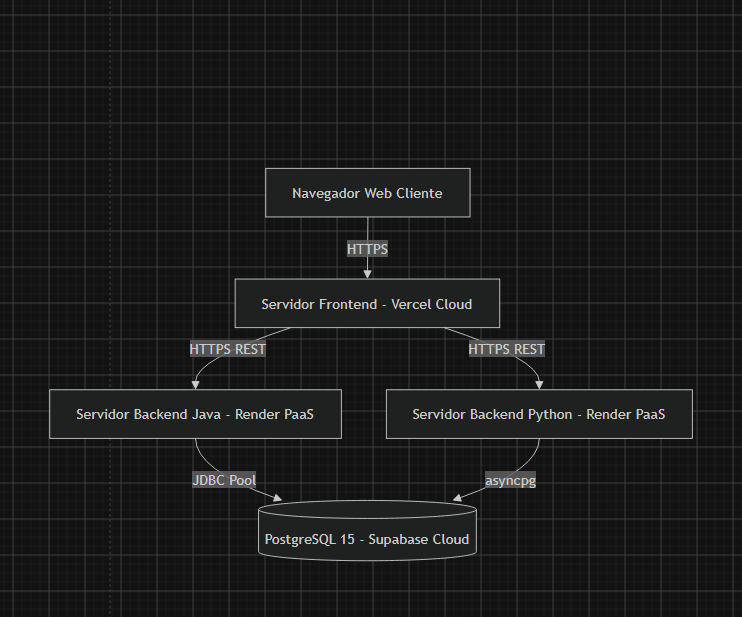 Navegador Web Cliente
HTTPS
Servidor Frontend - Vercel Cloud
HTTPS REST
HTTPS REST
Servidor Backend Java - Render PaaS
Servidor Backend Python - Render PaaS
JDBC Pool
asyncpg
PostgreSQL 15 - Supabase Cloud